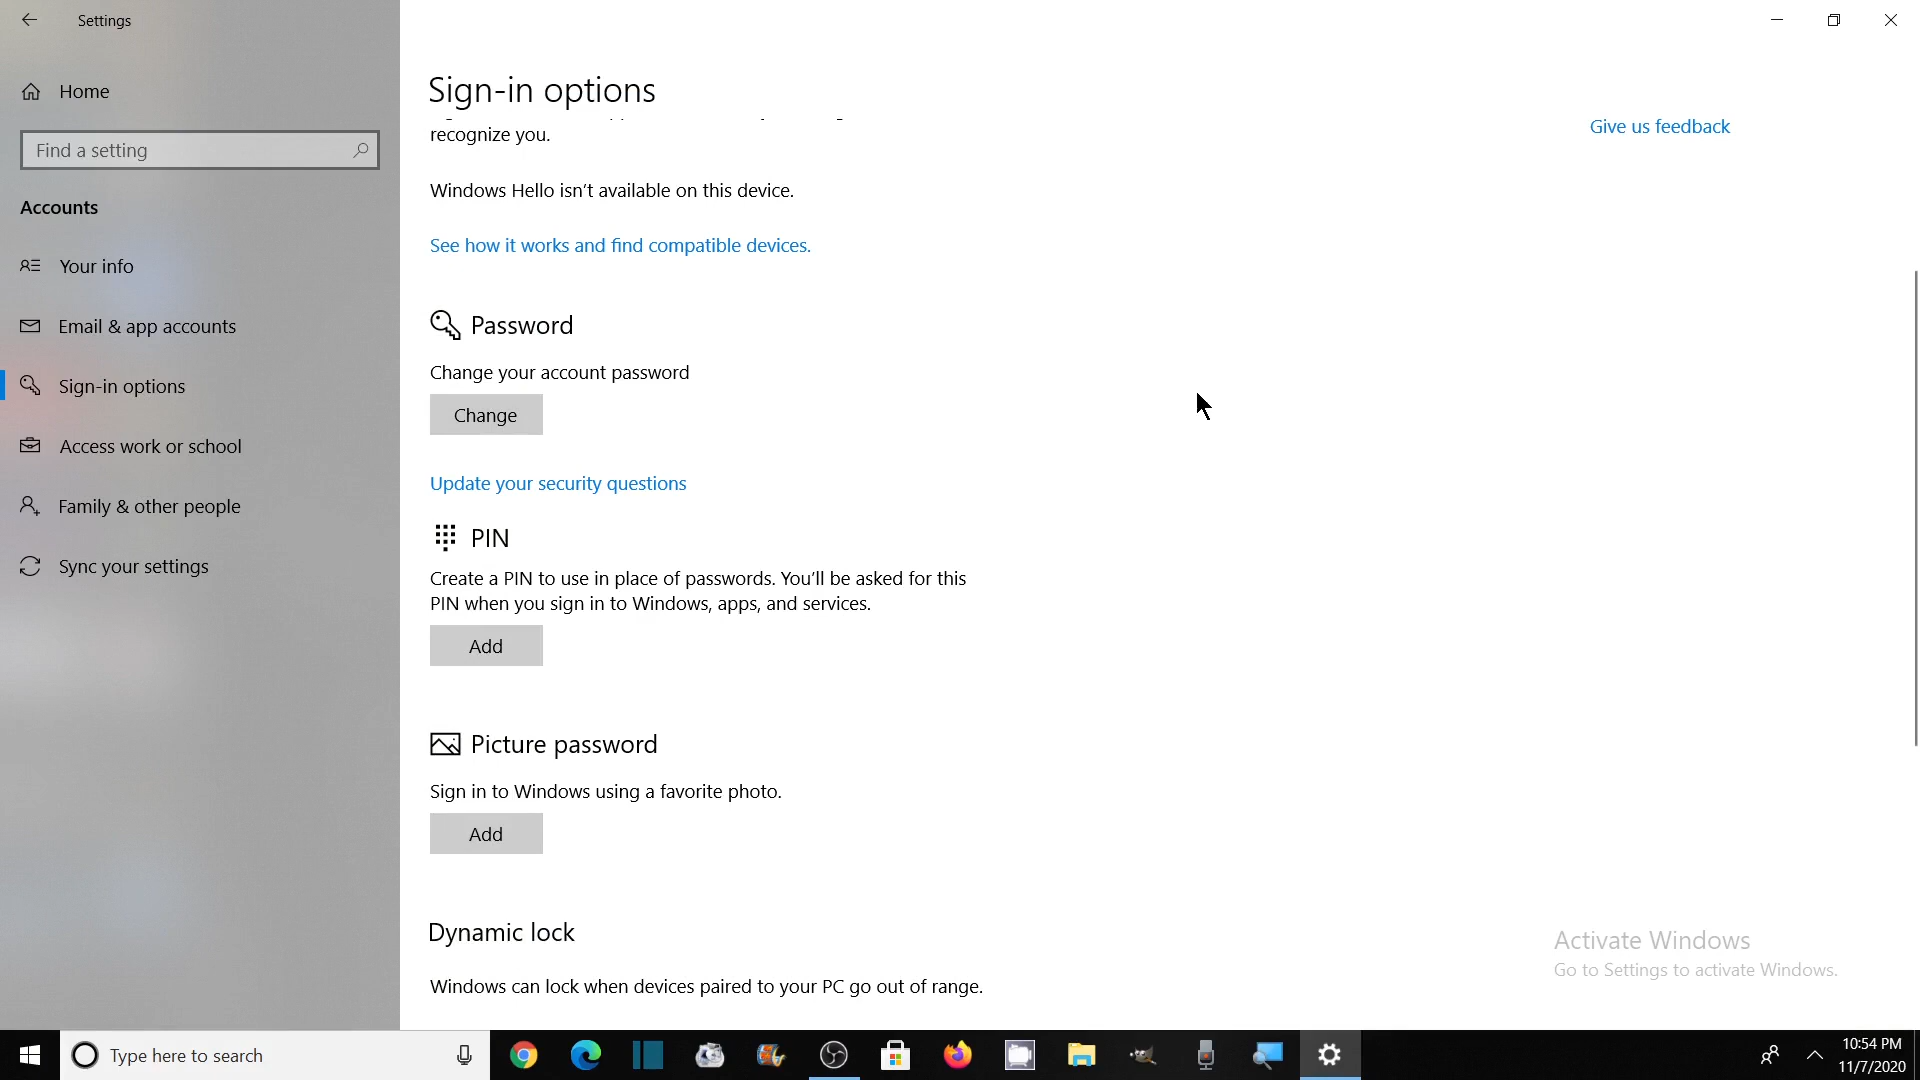 Settings
Home
Find a setting
Accounts
Your info
Email & app accounts
Sign-in options
Access work or school
Family & other people
Sync your settings
Sign-in options
recognize you.
Give us feedback
Windows Hello isn't available on this device.
See how it works and find compatible devices.
Password
Change your account password
Change
Update your security questions
PIN
Create a PIN to use in place of passwords. You'll be asked for this
PIN when you sign in to Windows, apps, and services.
Add
Picture password
Sign in to Windows using a favorite photo.
Add
Dynamic lock
Windows can lock when devices paired to your PC go out of range.
Activate Windows
Go to Settings to activate Windows.
Type here to search
10:54 PM
11/7/2020